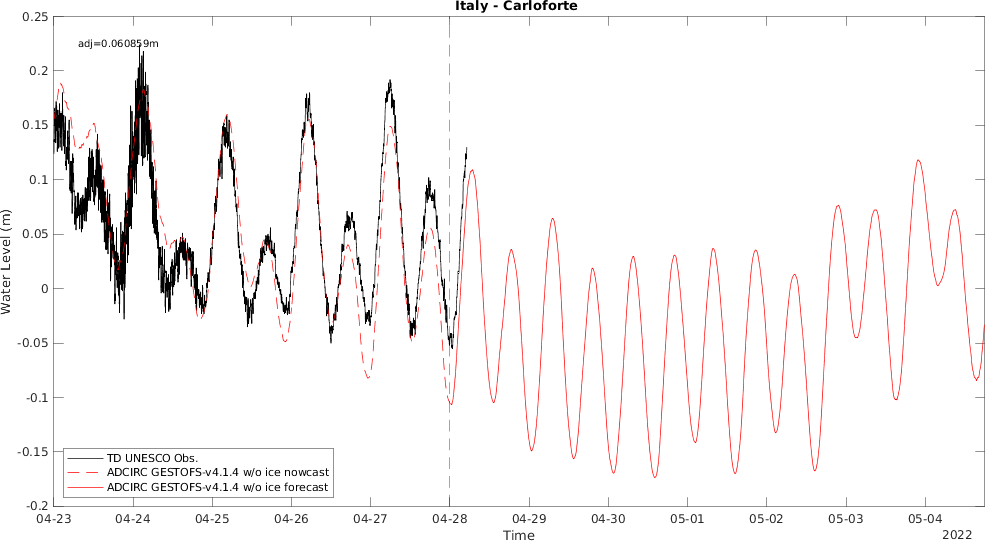 Italy - Carloforte
adj=0.060859m
0.25
0.2
0.15
0.1
0.05
0
-0.05
-0.1
-0.15
-0.2
Water Level (m)
TD UNESCO Obs.
ADCIRC GESTOFS-v4.1.4 w/o ice nowcast
ADCIRC GESTOFS-v4.1.4 w/o ice forecast
04-23 04-24 04-25 04-26 04-27 04-28 04-29 04-30 05-01 05-02 05-03 05-04
Time
2022